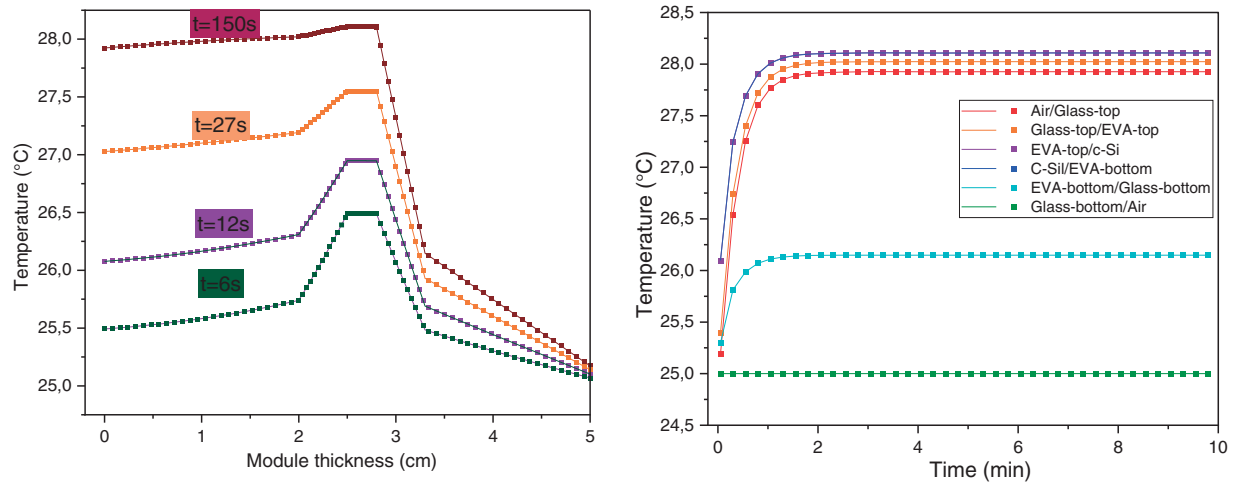 28,0
27,5
27,0
26,5
26,0
25,5
25,0
Temperature (°C)
t=150s
t=27s
t=12s
t=6s
0
1
2
3
4
5
Module thickness (cm)
28,5
28,0
27,5
27,0
26,5
26,0
25,5
25,0
24,5
Temperature (°C)
Air/Glass-top
Glass-top/EVA-top
EVA-top/c-Si
C-Sil/EVA-bottom
EVA-bottom/Glass-bottom
Glass-bottom/Air
0
2
4
6
8
10
Time (min)